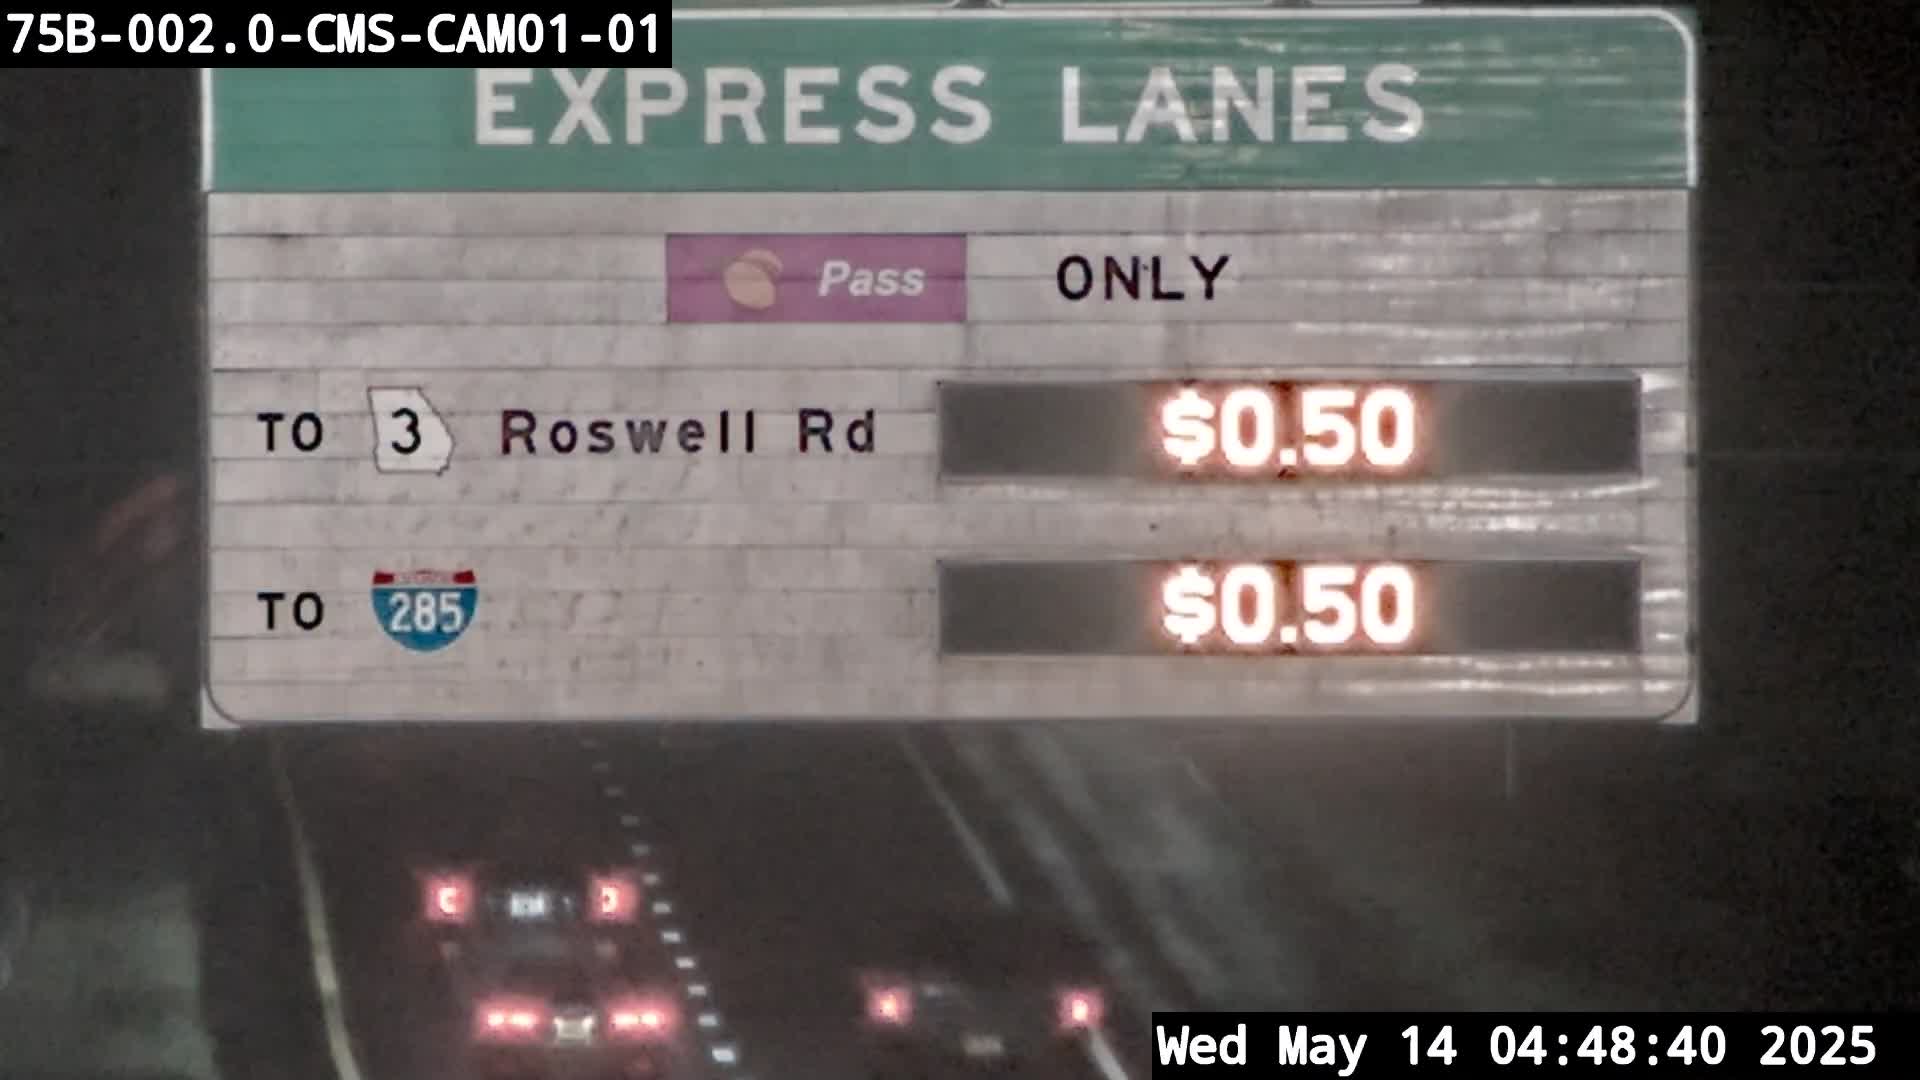 75B-002.0-CMS-CAM01-01
EXPRESS LANES
Pass ONLY
TO 3 Roswell Rd $0.50
TO 285 $0.50
Wed May 14 04:48:40 2025